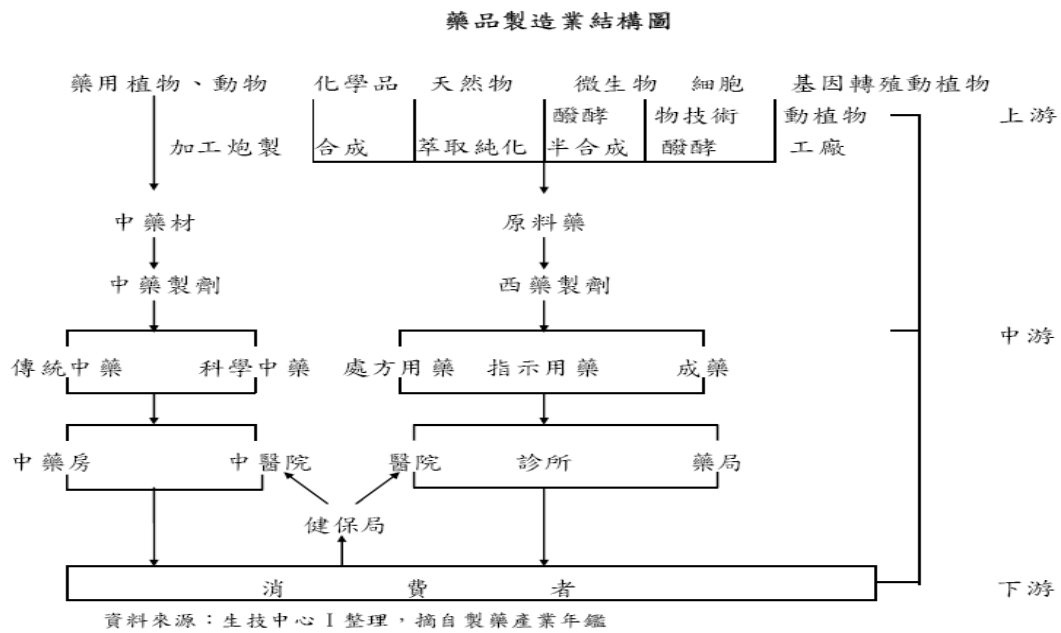 藥品製造業結構圖
藥用植物、動物 化學品 天然物 微生物 細胞 基因轉殖動植物
醱酵 物技術 動植物 上游
加工炮製 合成 萃取純化 半合成 醱酵 工廠
中藥材 原料藥
中藥製劑 西藥製劑
中游
傳統中藥 科學中藥 處方用藥 指示用藥 成藥
中藥房 中醫院 醫院 診所 藥局
健保局
消費者 下游
資料來源：生技中心 I 整理，摘自製藥產業年鑑